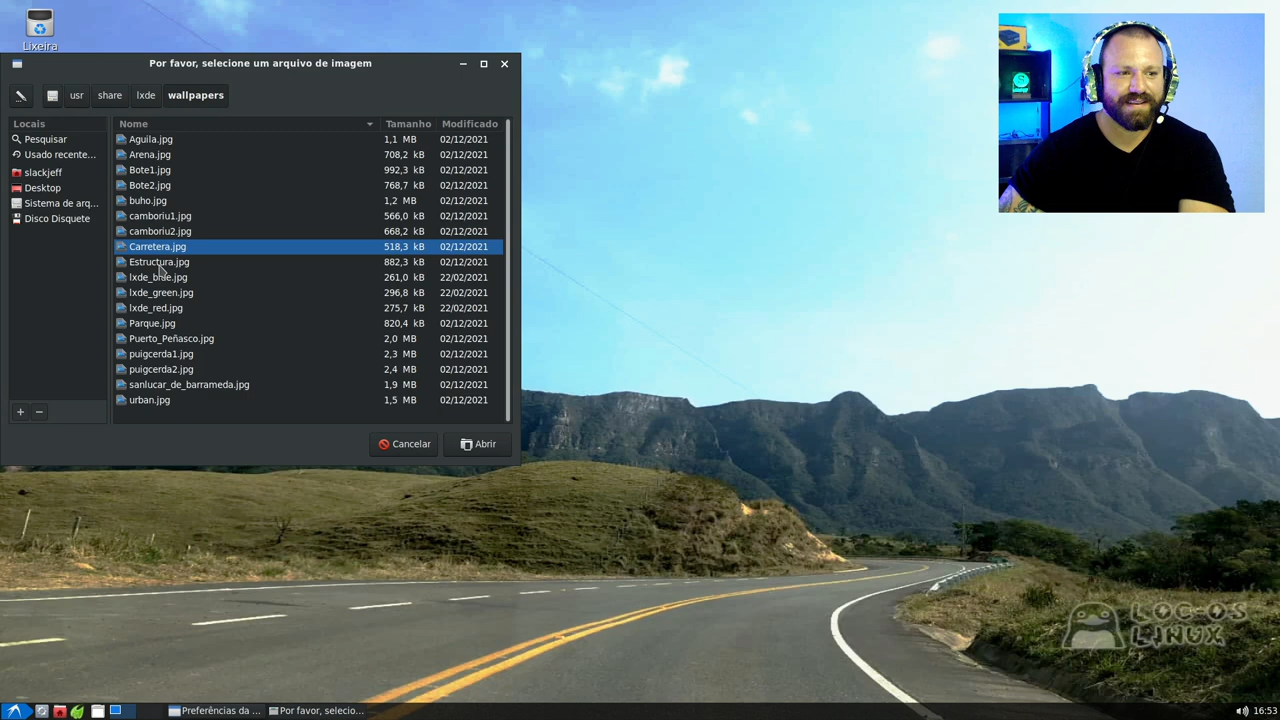 Lixeira
Por favor, selecione um arquivo de imagem
usr share lxde wallpapers
Locais Nome Tamanho Modificado
Pesquisar Aguila.jpg 1,1 MB 02/12/2021
Usado recente... Arena.jpg 708,2 kB 02/12/2021
Bote1.jpg 992,3 kB 02/12/2021
slackjeff
Desktop Bote2.jpg 768,7 kB 02/12/2021
Sistema de arq... buho.jpg 1,2 MB 02/12/2021
Disco Disquete camboriu1.jpg 566,0 kB 02/12/2021
camboriu2.jpg 668,2 kB 02/12/2021
Carretera.jpg 518,3 kB 02/12/2021
Estructura.jpg 882,3 kB 02/12/2021
lxde_blue.jpg 261,0 kB 22/02/2021
lxde_green.jpg 296,8 kB 22/02/2021
lxde_red.jpg 275,7 kB 22/02/2021
Parque.jpg 820,4 kB 02/12/2021
Puerto_Peñasco.jpg 2,0 MB 02/12/2021
puigcerda1.jpg 2,3 MB 02/12/2021
puigcerda2.jpg 2,4 MB 02/12/2021
sanlucar_de_barrameda.jpg 1,9 MB 02/12/2021
urban.jpg 1,5 MB 02/12/2021
Cancelar Abrir
LOC-OS
LINUX
Preferências da ... Por favor, selecio... 16:53